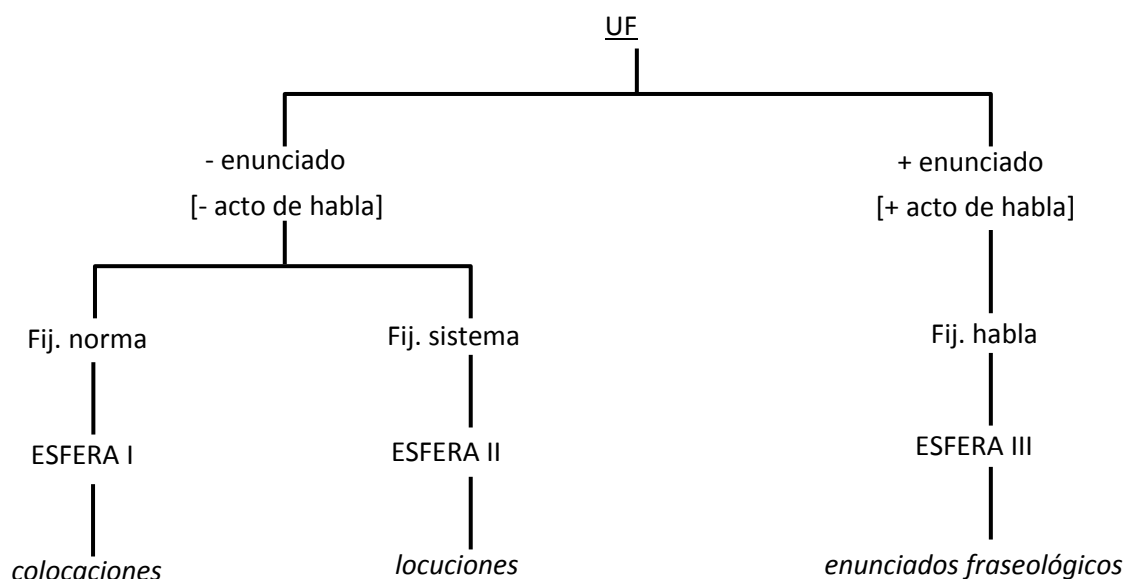 UF
- enunciado
[- acto de habla]
+ enunciado
[+ acto de habla]
Fij. norma
Fij. sistema
Fij. habla
ESFERA I
ESFERA II
ESFERA III
colocaciones
locuciones
enunciados fraseológicos